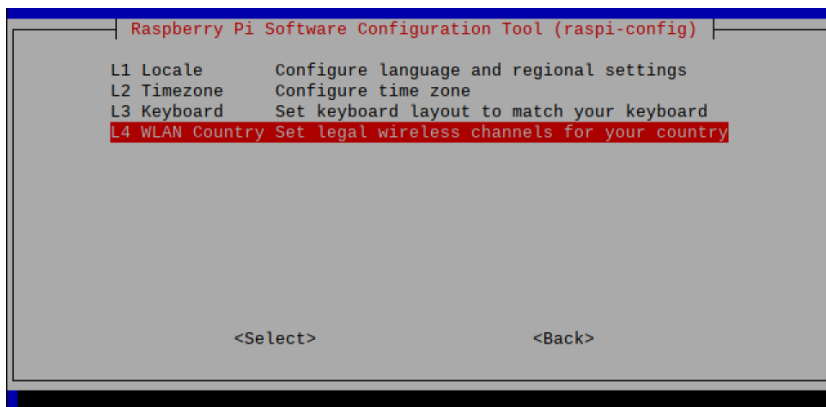 Raspberry Pi Software Configuration Tool (raspi-config)
L1 Locale Configure language and regional settings
L2 Timezone Configure time zone
L3 Keyboard Set keyboard layout to match your keyboard
L4 WLAN Country Set legal wireless channels for your country
<Select> <Back>